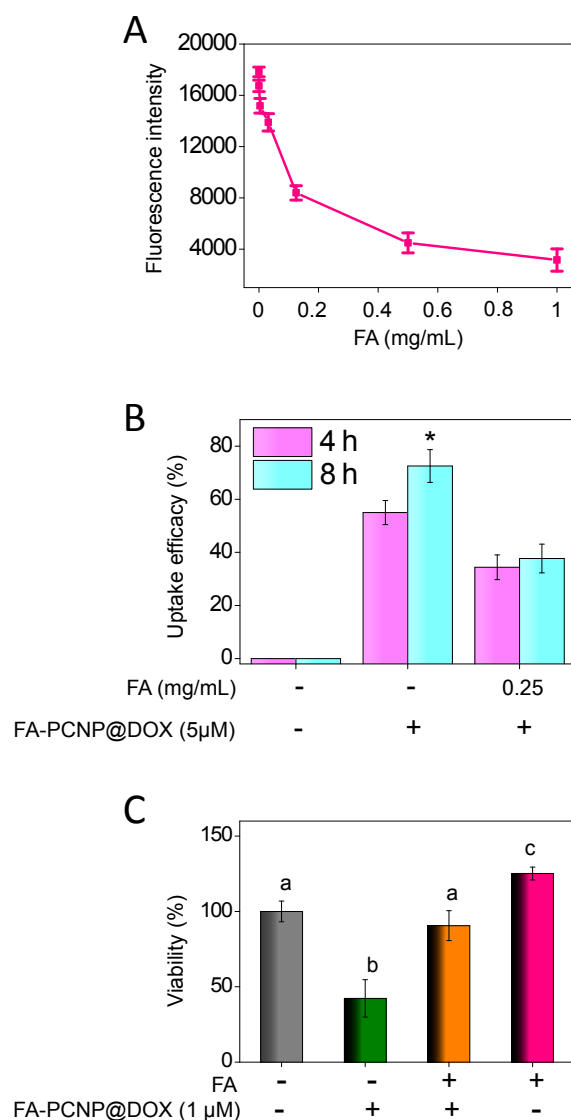 A
20000
16000
12000
8000
4000
Fluorescence intensity
0 0.2 0.4 0.6 0.8 1
FA (mg/mL)
B
4 h
8 h
*
80
60
40
20
0
Uptake efficacy (%)
FA (mg/mL) - - 0.25
FA-PCNP@DOX (5μM) - + +
C
150
100
50
0
Viability (%)
a b a c
FA - - + +
FA-PCNP@DOX (1 μM) - + + -